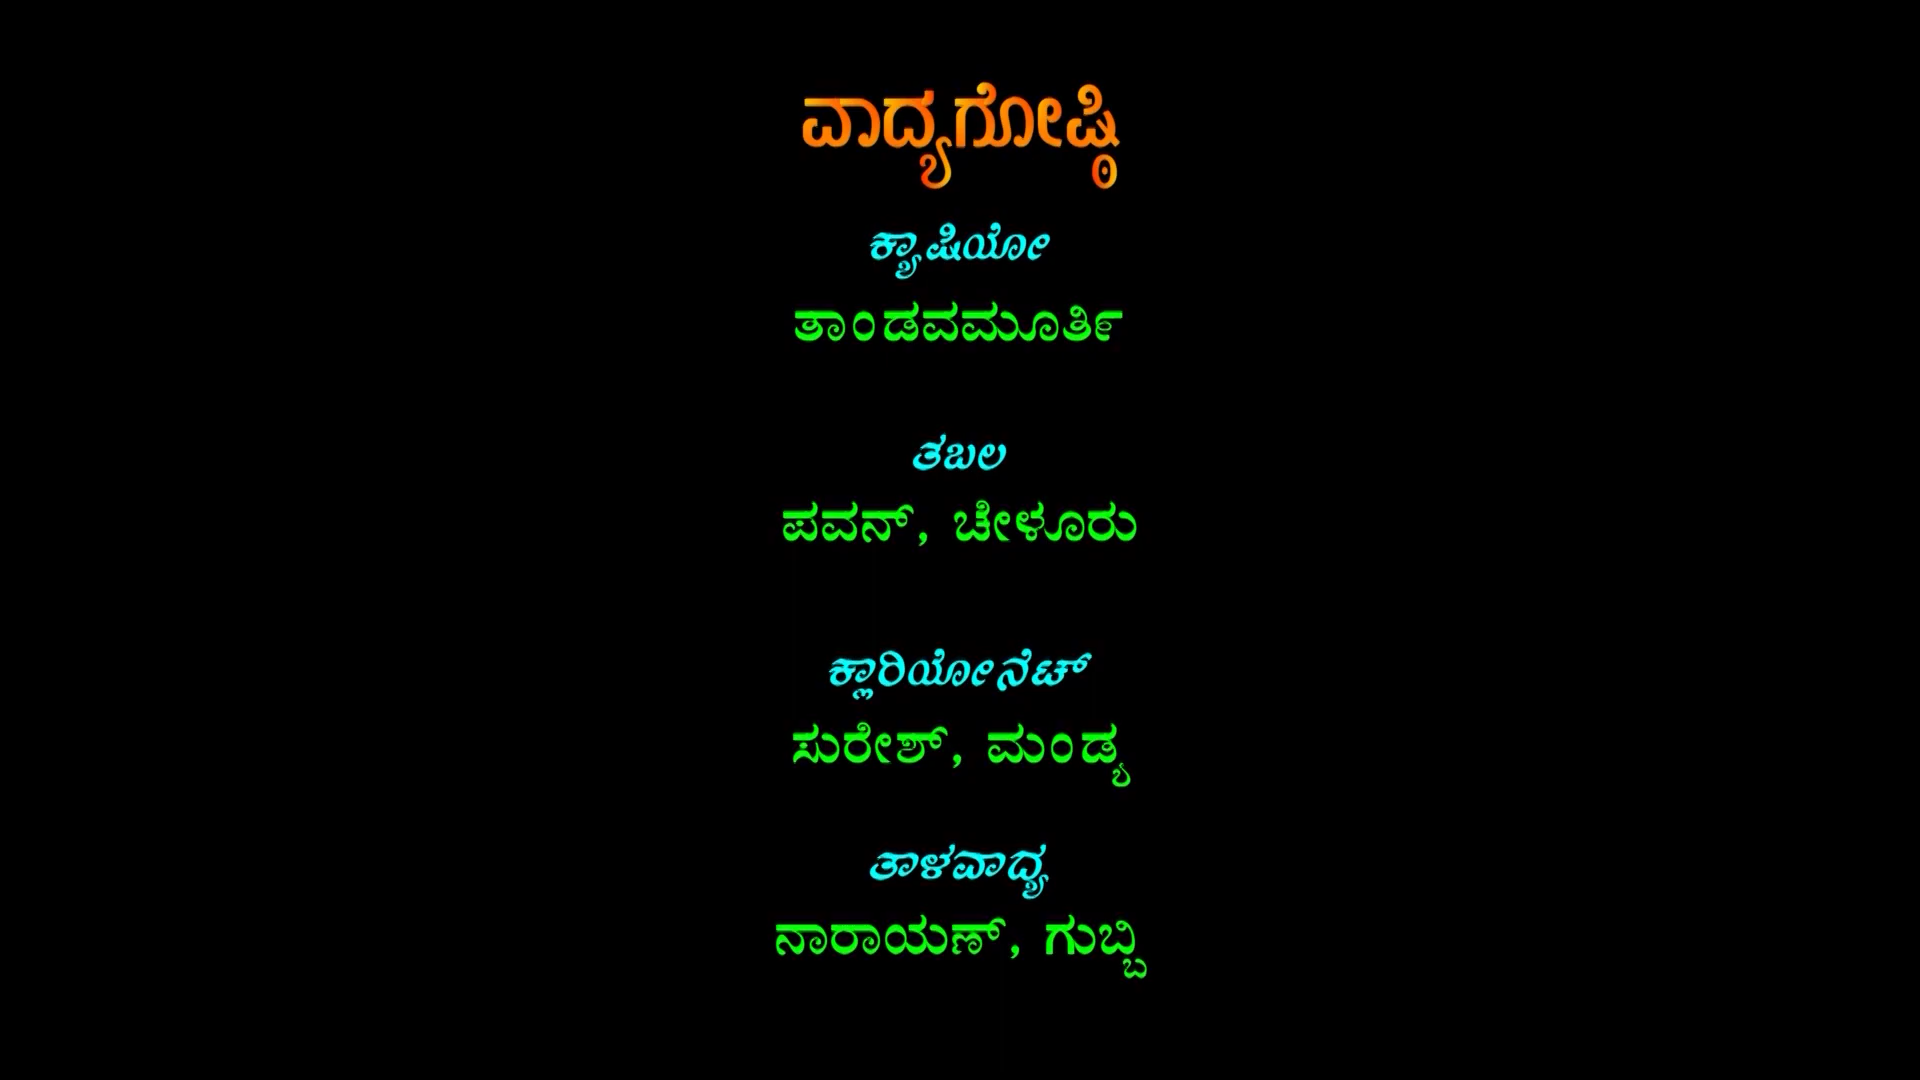 ವಾದ್ಯಗೋಷ್ಠಿ
ಕ್ಯಾಷಿಯೋ
ತಾಂಡವಮೂರ್ತಿ
ತಬಲ
ಪವನ್, ಚೇಳೂರು
ಕ್ಲಾರಿಯೋನೆಟ್
ಸುರೇಶ್, ಮಂಡ್ಯ
ತಾಳವಾದ್ಯ
ನಾರಾಯಣ್, ಗುಬ್ಬಿ